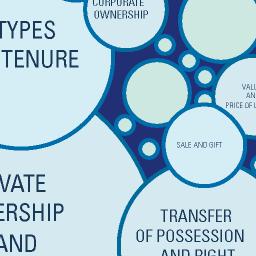 CORPORATE
OWNERSHIP
TYPES
TENURE
SALE AND GIFT
VATE
ERSHIP
AND
TRANSFER
OF POSSESSION
AND RIGHT
VALU
AN
PRICE OF L